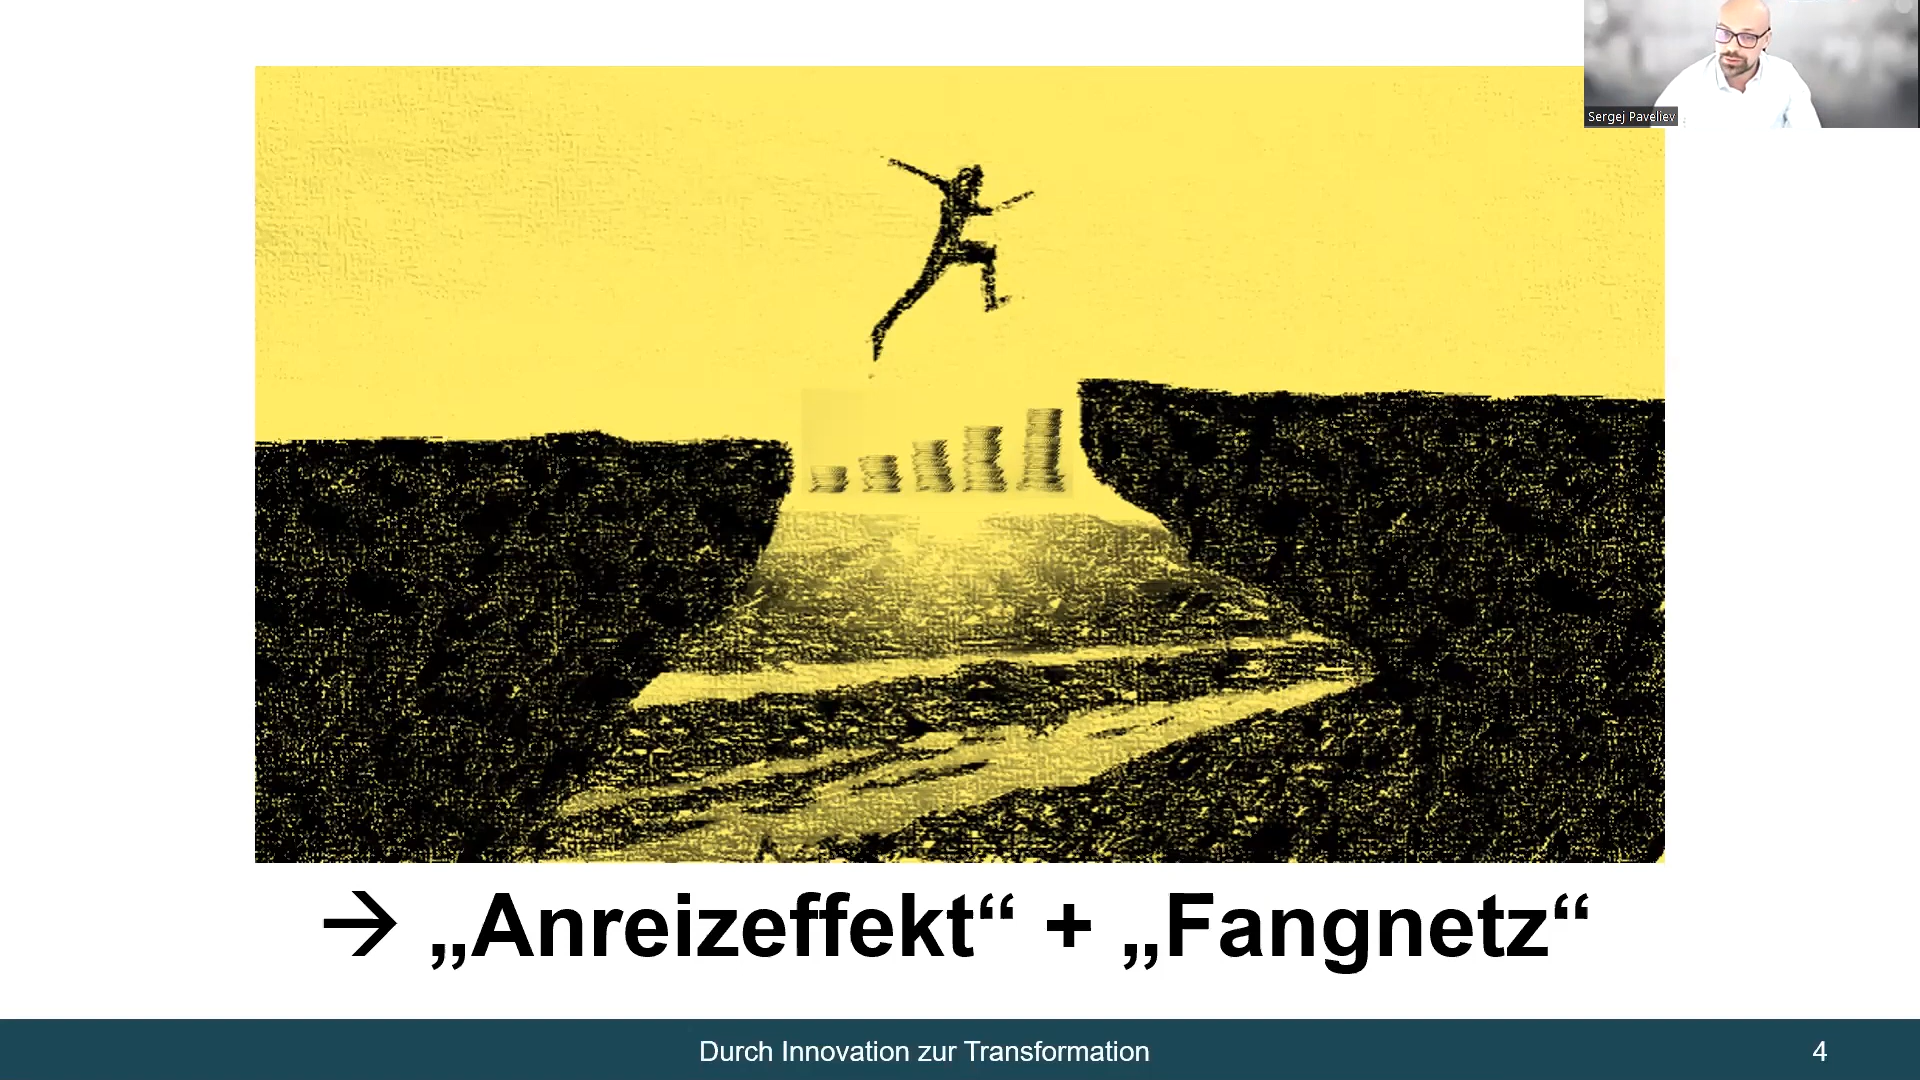 Sergej Paveliev
→ „Anreizeffekt“ + „Fangnetz“
Durch Innovation zur Transformation
4